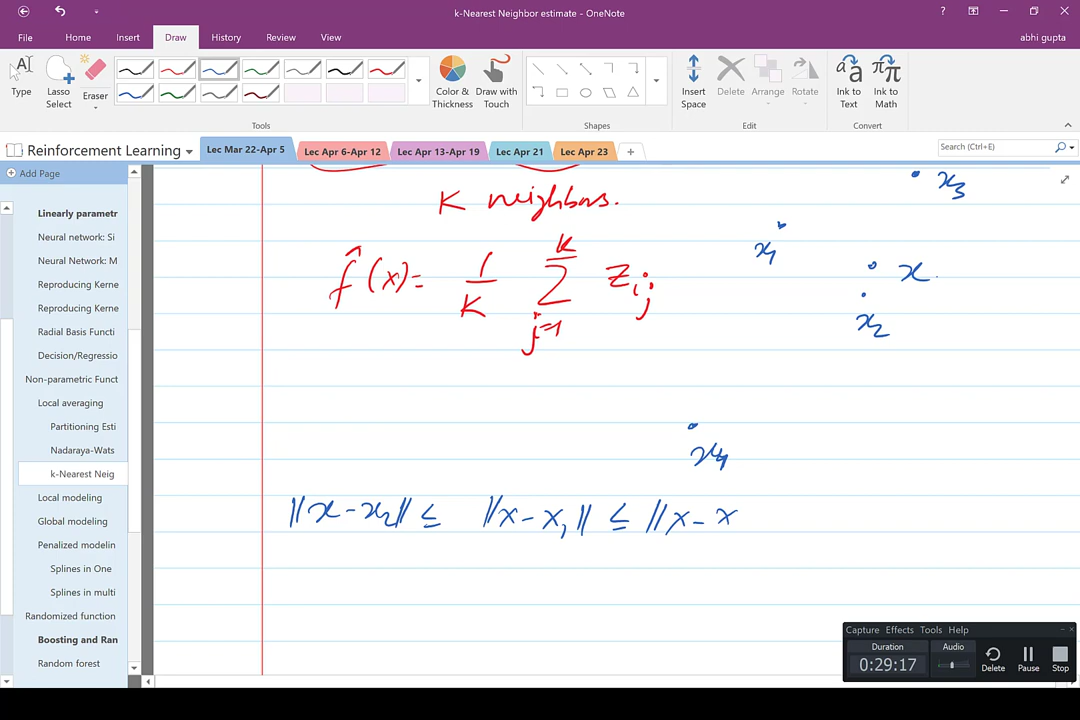 k-Nearest Neighbor estimate - OneNote
File Home Insert Draw History Review View
abhi gupta
Type
Lasso Select
Eraser
Color & Thickness
Draw with Touch
Insert Space
Delete
Arrange
Rotate
Ink to Text
Ink to Math
Tools
Shapes
Edit
Convert
Reinforcement Learning
Lec Mar 22-Apr 5
Lec Apr 6-Apr 12
Lec Apr 13-Apr 19
Lec Apr 21
Lec Apr 23
Search (Ctrl+E)
Add Page
Linearly parametr
Neural network: Si
Neural Network: M
Reproducing Kerne
Reproducing Kerne
Radial Basis Functi
Decision/Regressio
Non-parametric Funct
Local averaging
Partitioning Esti
Nadaraya-Wats
k-Nearest Neig
Local modeling
Global modeling
Penalized modelin
Splines in One
Splines in multi
Randomized function
Boosting and Ran
Random forest
K neighbors.
x₃
x₁
f̂(x) = 1/K ∑_{j=1}^{k} z_{i_j}
x
x₂
x₄
||x - x₂|| ≤ ||x - x₁|| ≤ ||x - x
Capture Effects Tools Help
Duration
0:29:17
Audio
Delete
Pause
Stop